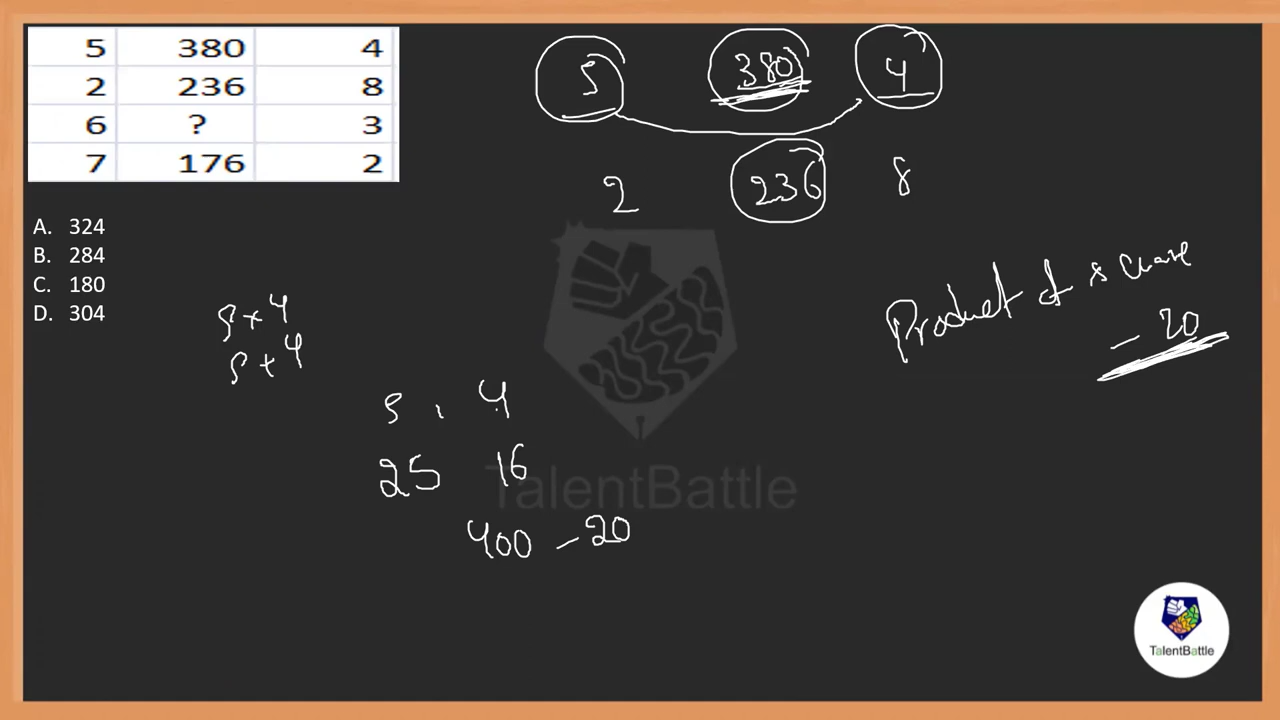 5 380 4
2 236 8
6 ? 3
7 176 2
A. 324
B. 284
C. 180
D. 304
5 380 4
2 236 8
Product of square
- 20
5 + 4
5 + 4
5 , 4
25 16
400 - 20
TalentBattle
TalentBattle